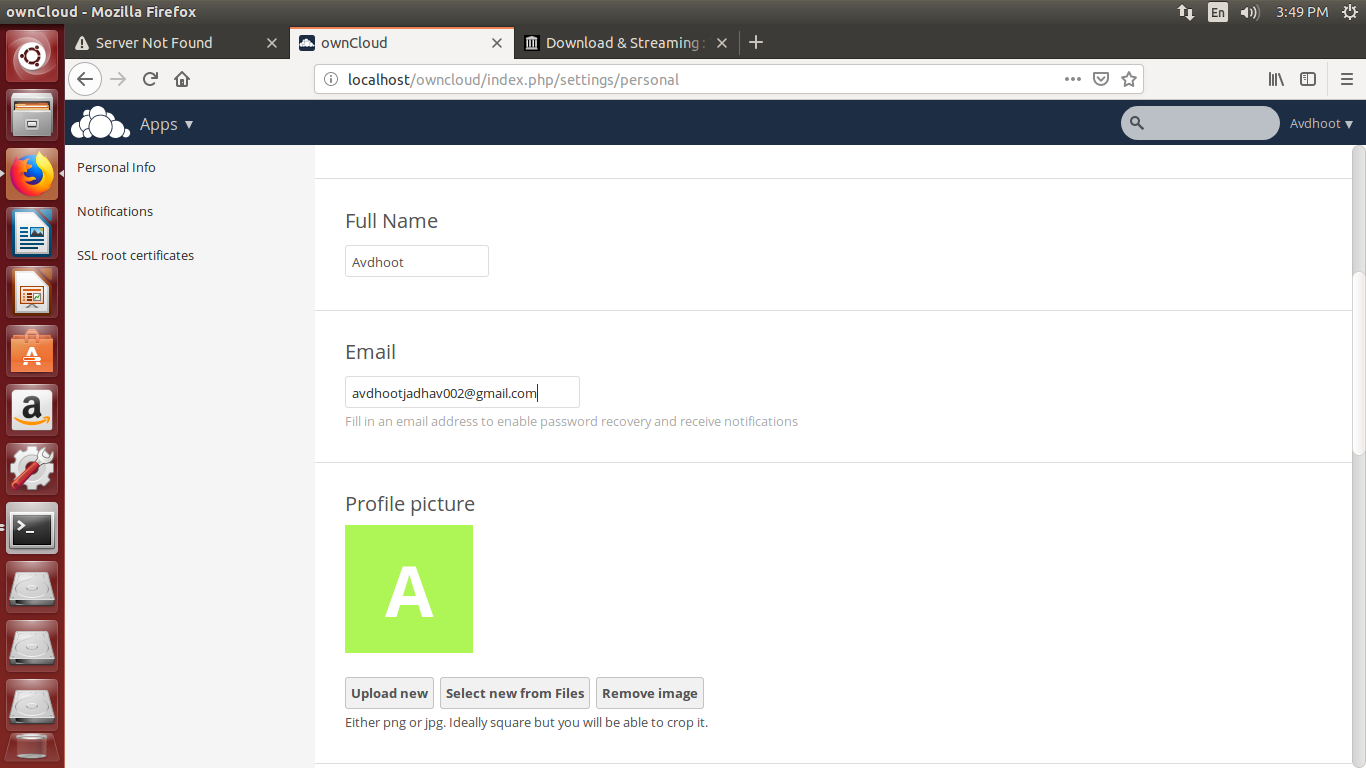 ownCloud - Mozilla Firefox
En
3:49 PM
Server Not Found
ownCloud
Download & Streaming
localhost/owncloud/index.php/settings/personal
Apps
Avdhoot
Personal Info
Notifications
SSL root certificates
Full Name
Avdhoot
Email
avdhootjadhav002@gmail.com
Fill in an email address to enable password recovery and receive notifications
Profile picture
A
Upload new
Select new from Files
Remove image
Either png or jpg. Ideally square but you will be able to crop it.